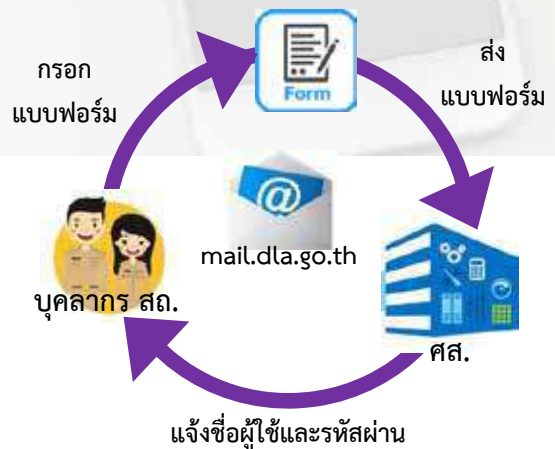 กรอก
แบบฟอร์ม
Form
ส่ง
แบบฟอร์ม
@
mail.dla.go.th
บุคลากร สถ.
ศส.
แจ้งชื่อผู้ใช้และรหัสผ่าน